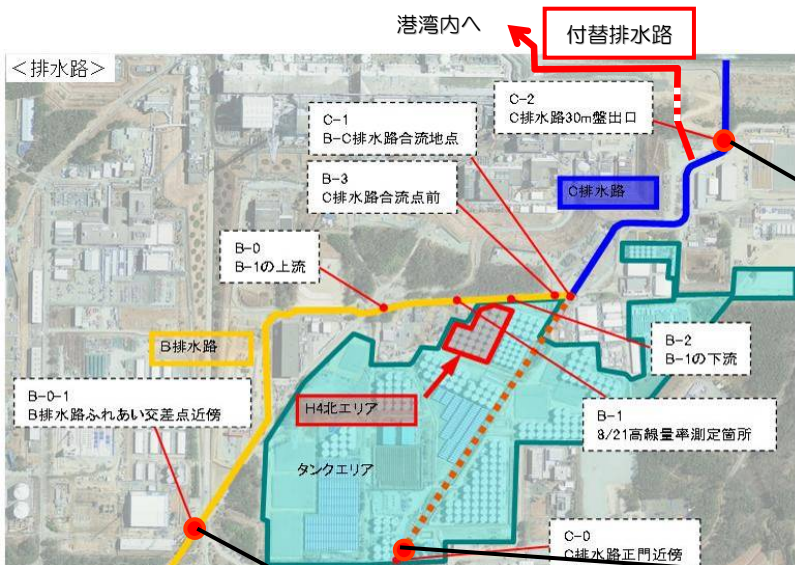 港湾内へ
付替排水路
＜排水路＞
C-2
C排水路30m盤出口
C-1
B-C排水路合流地点
B-3
C排水路合流点前
C排水路
B-0
B-1の上流
B排水路
B-2
B-1の下流
B-0-1
B排水路ふれあい交差点近傍
H4北エリア
B-1
8/21高線量率測定箇所
タンクエリア
C-0
C排水路正門近傍